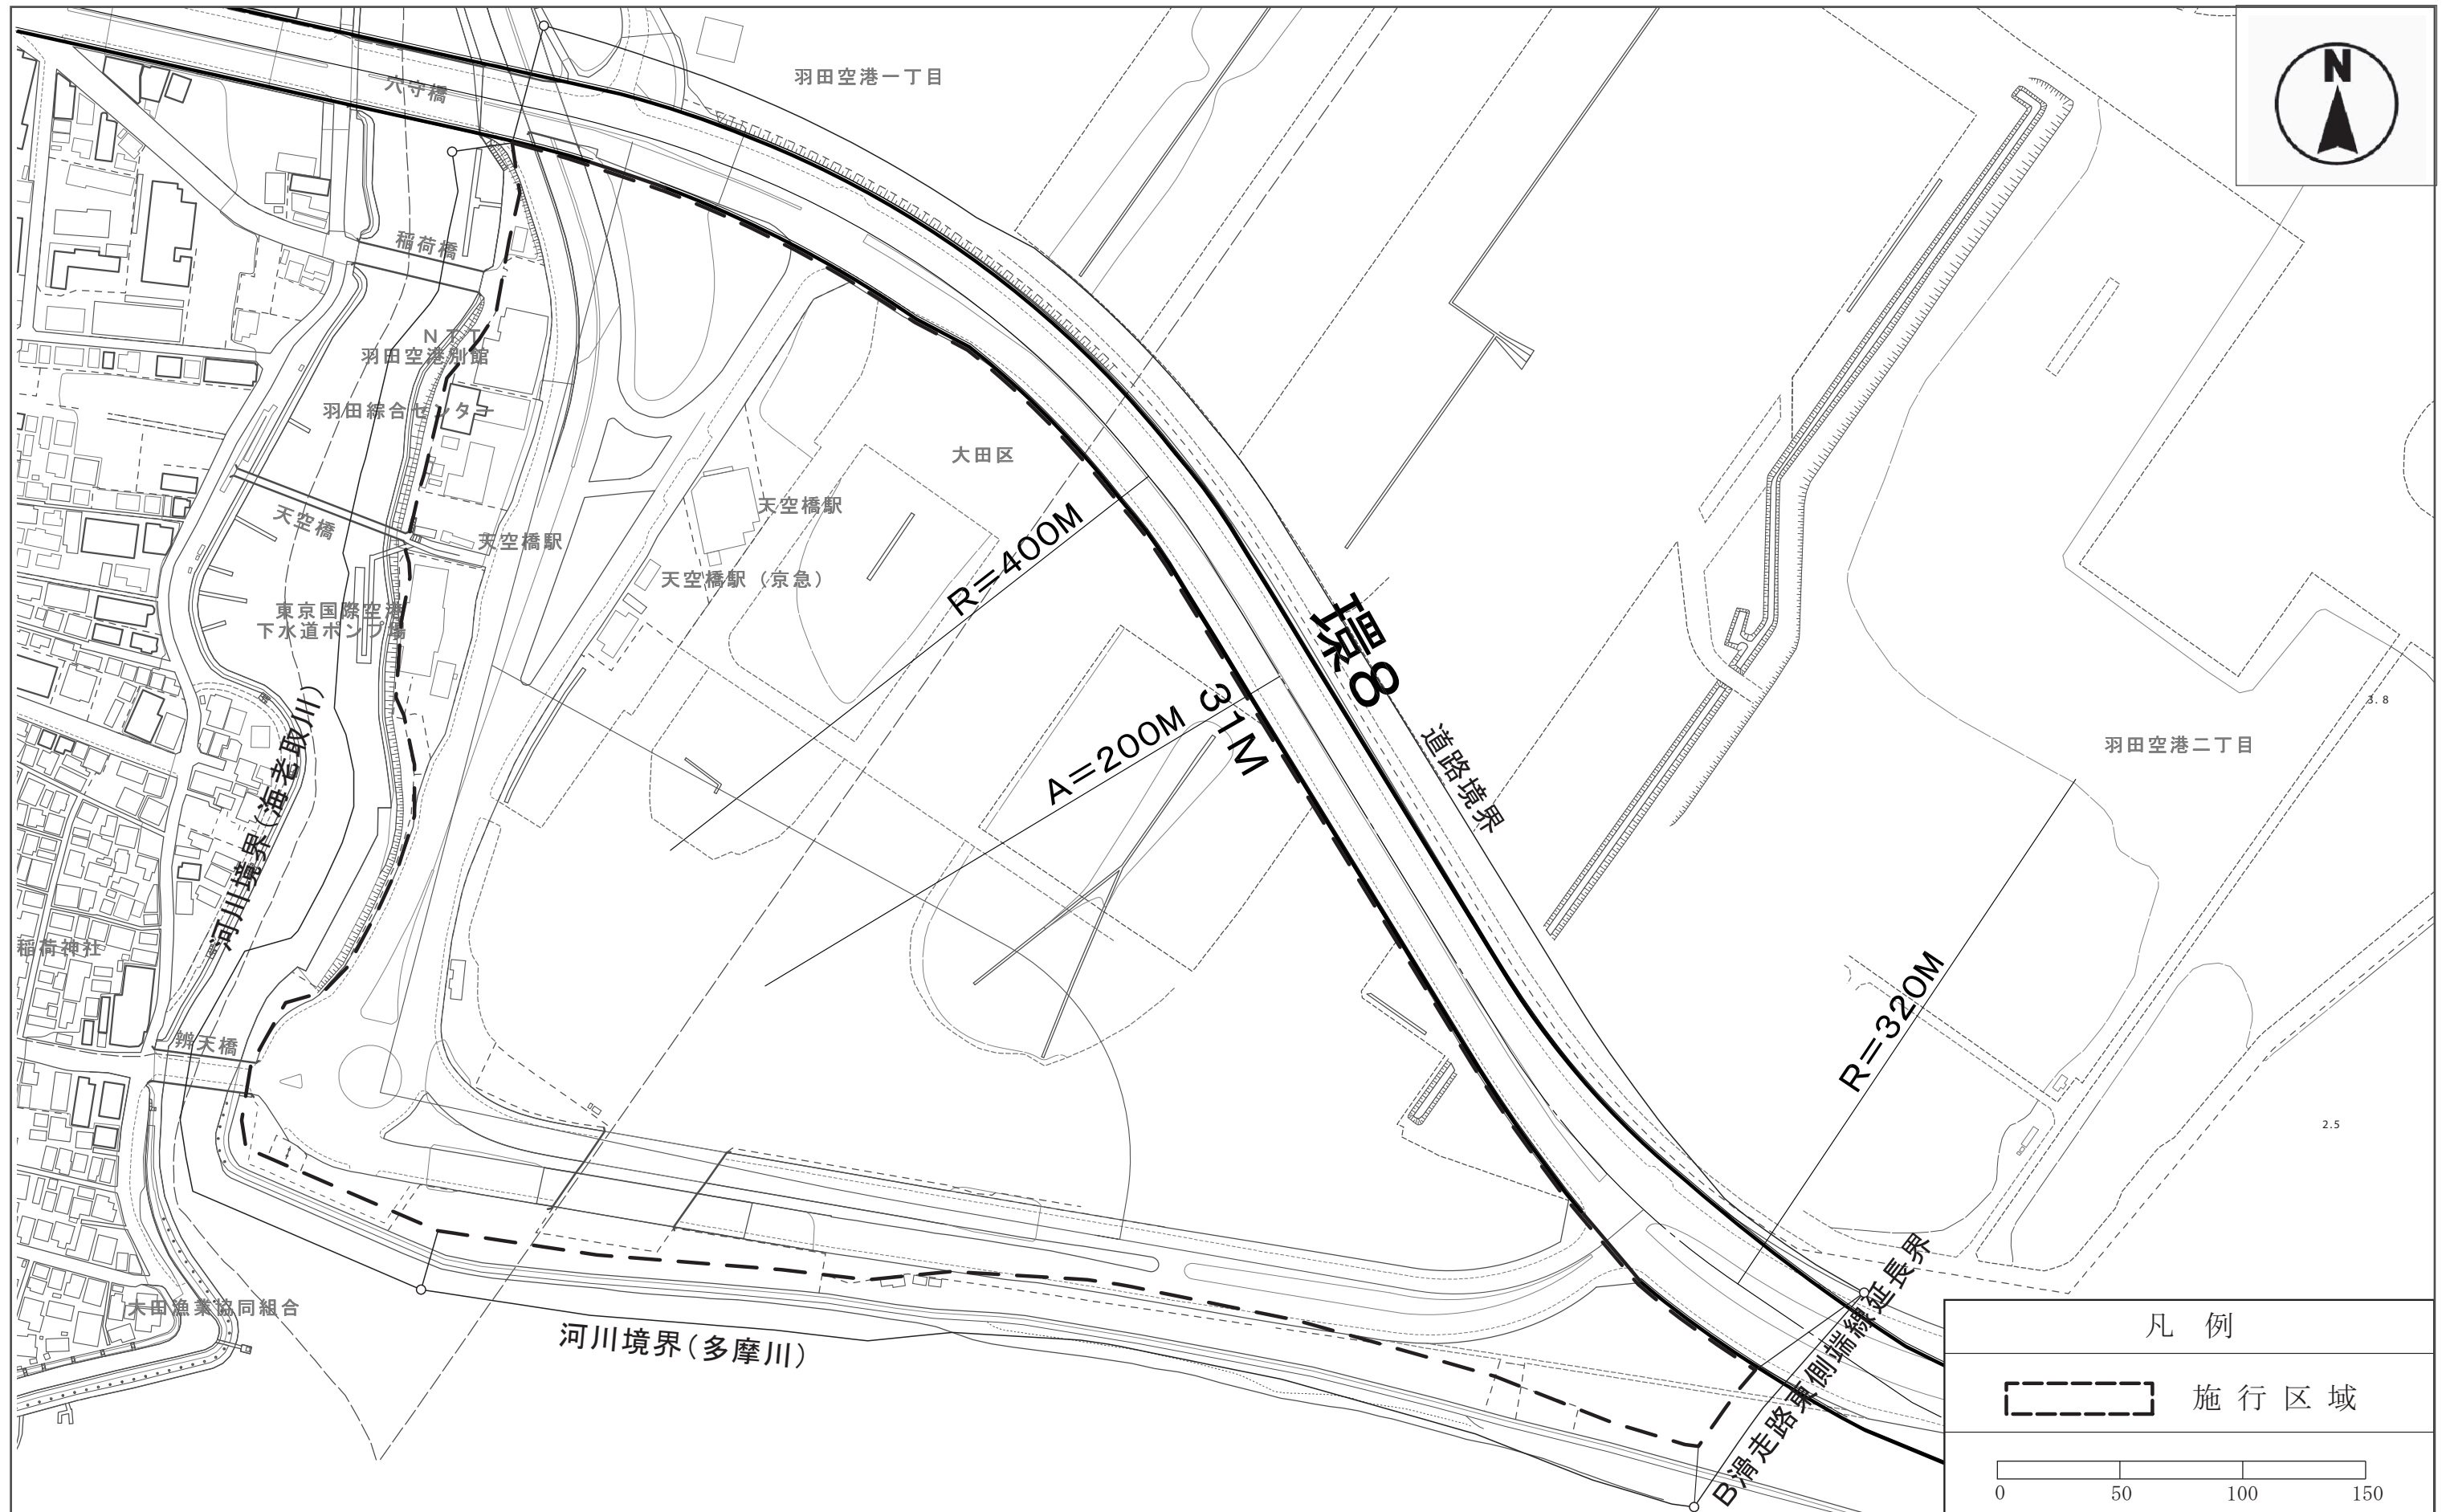 N
羽田空港一丁目
穴守橋
稲荷橋
NTT
羽田空港別館
羽田綜合センター
大田区
天空橋駅
天空橋
天空橋駅
天空橋駅（京急）
R=400M
環8
東京国際空港
下水道ポンプ場
31M
A=200M
道路境界
3.8
羽田空港二丁目
河川境界(海老取川)
稲荷神社
R=320M
辨天橋
2.5
大田漁業協同組合
河川境界(多摩川)
B滑走路東側端線延長界
凡 例
施行区域
0 50 100 150